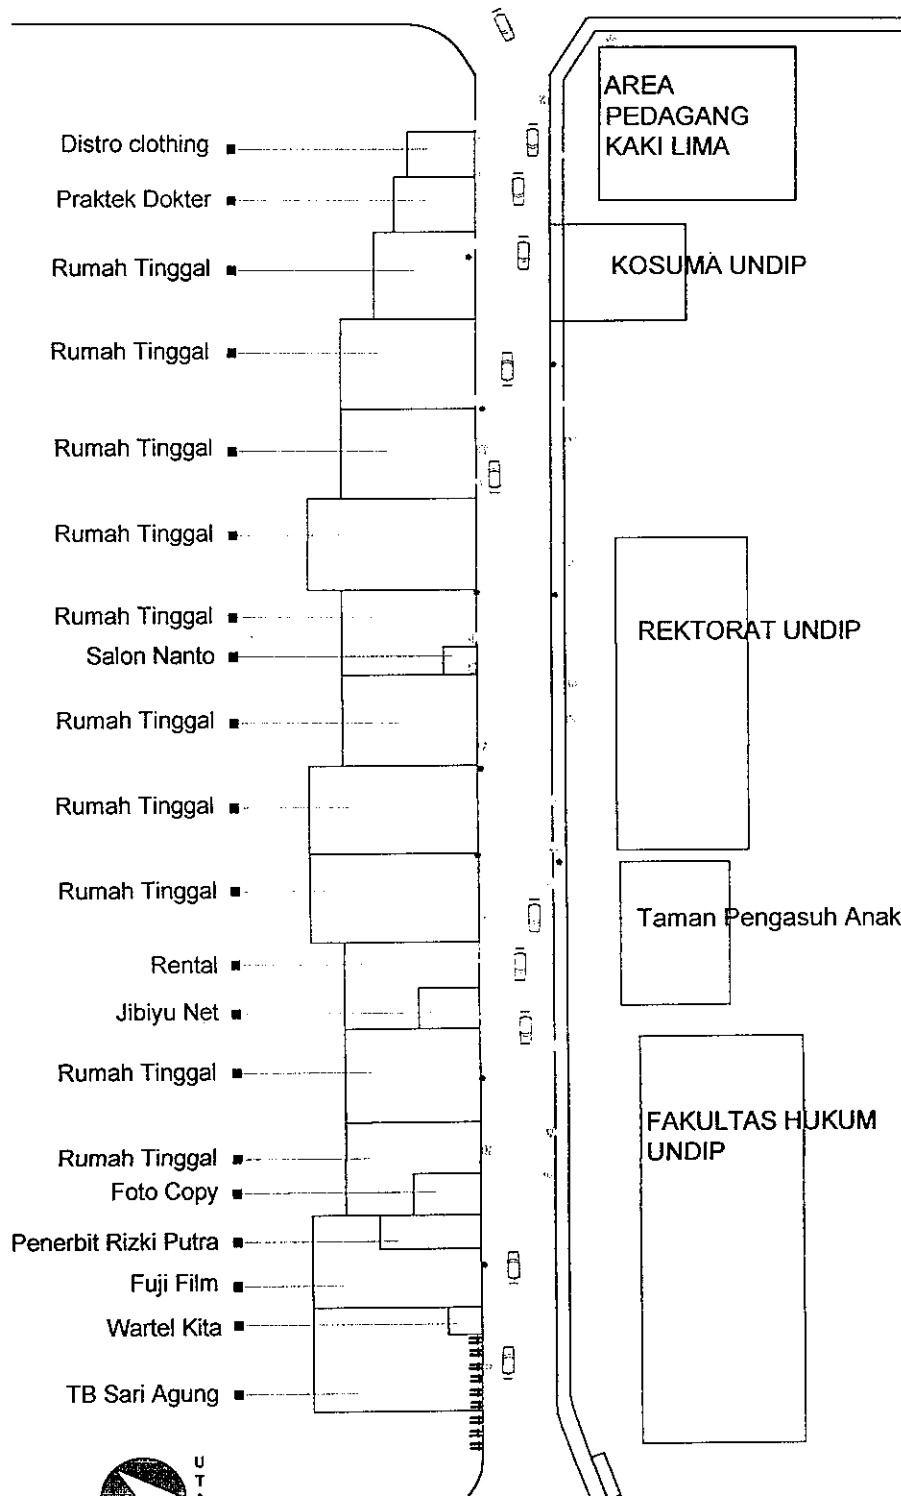 AREA
PEDAGANG
KAKI LIMA
Distro clothing
Praktek Dokter
Rumah Tinggal
KOSUMA UNDIP
Rumah Tinggal
Rumah Tinggal
Rumah Tinggal
Rumah Tinggal
REKTORAT UNDIP
Salon Nanto
Rumah Tinggal
Rumah Tinggal
Rumah Tinggal
Taman Pengasuh Anak
Rental
Jibiyu Net
Rumah Tinggal
FAKULTAS HUKUM
UNDIP
Rumah Tinggal
Foto Copy
Penerbit Rizki Putra
Fuji Film
Wartel Kita
TB Sari Agung
U
T